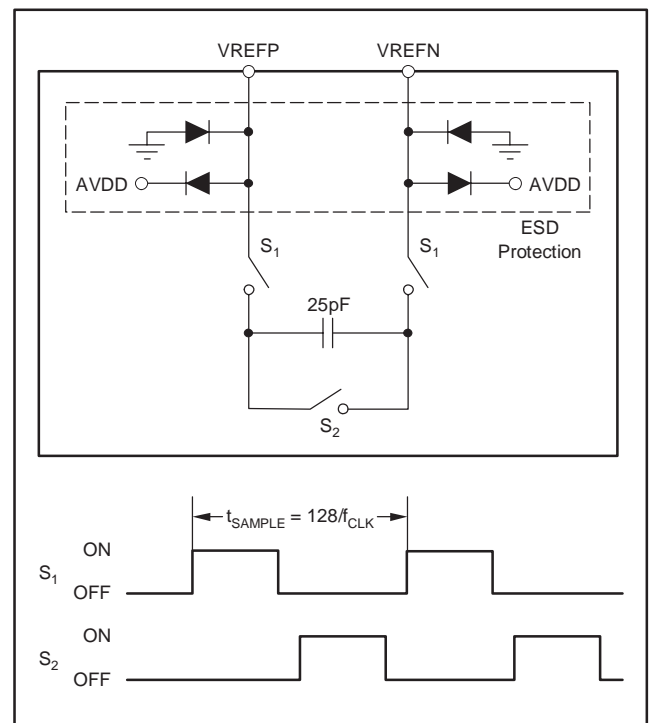 VREFP VREFN
AVDD AVDD
ESD
Protection
S₁ S₁
25pF
S₂
tSAMPLE = 128/fCLK
ON
S₁
OFF
ON
S₂
OFF